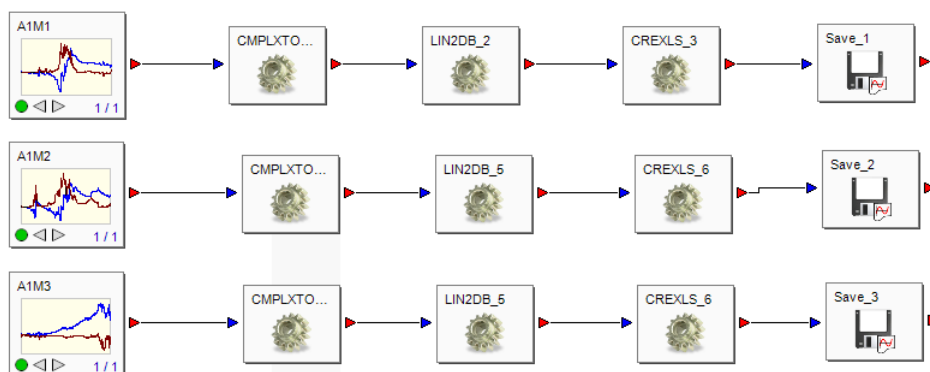 A1M1
CMPLXTO...
LIN2DB_2
CREXLS_3
Save_1
1 / 1
A1M2
CMPLXTO...
LIN2DB_5
CREXLS_6
Save_2
1 / 1
A1M3
CMPLXTO...
LIN2DB_5
CREXLS_6
Save_3
1 / 1